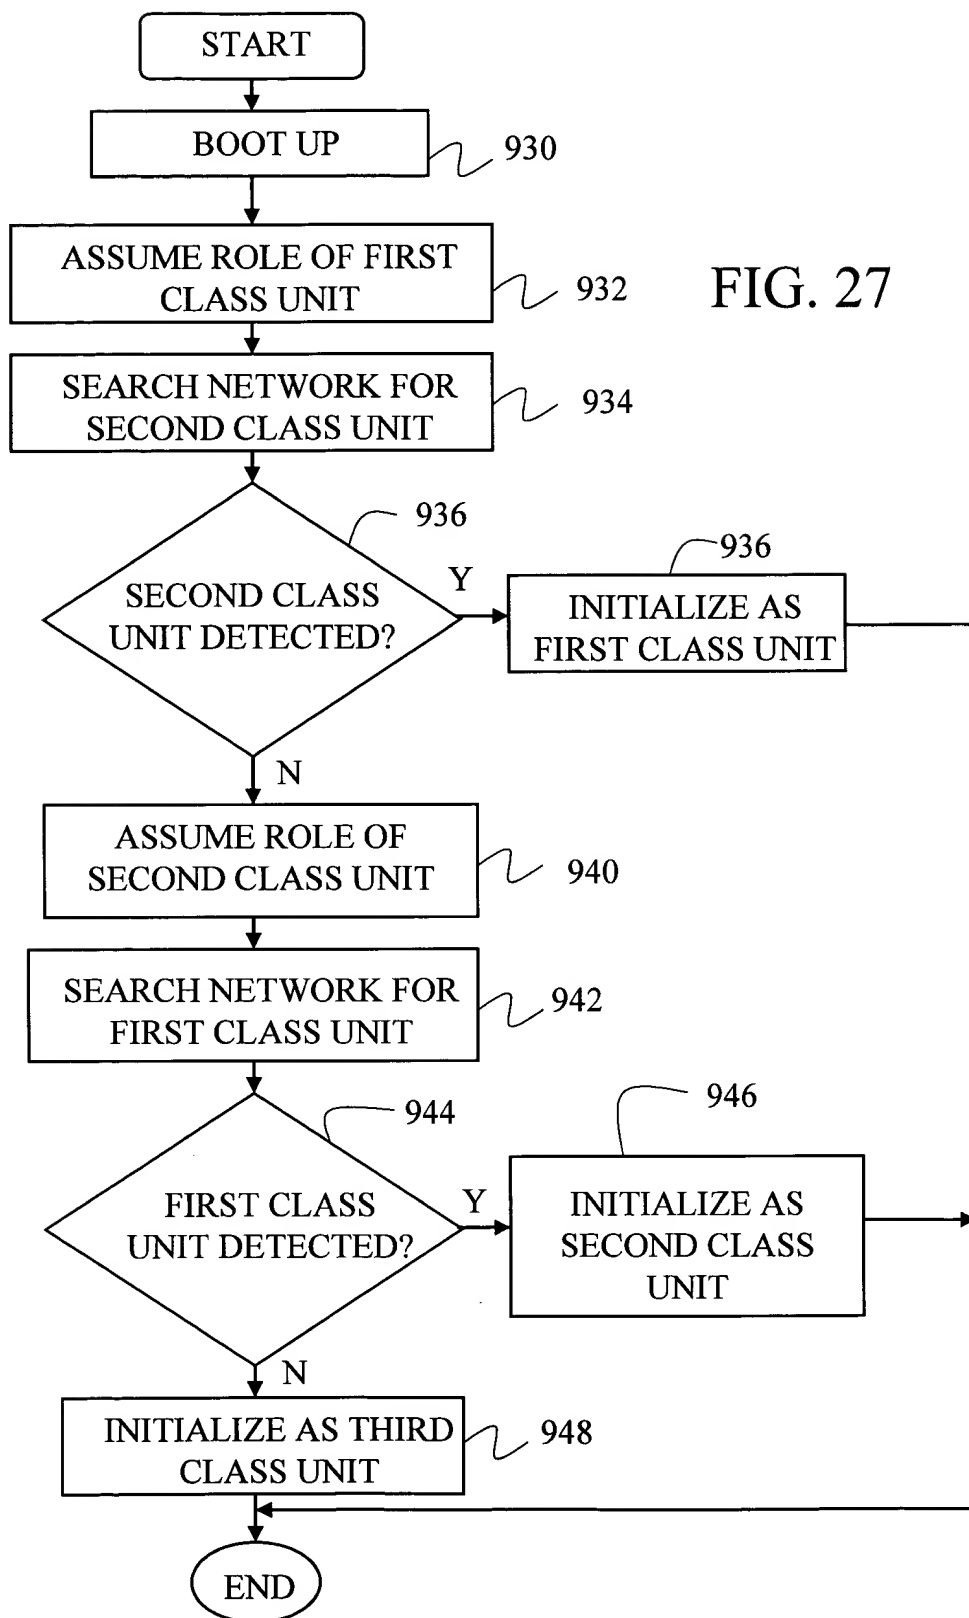 START
BOOT UP
930
ASSUME ROLE OF FIRST
CLASS UNIT
932
FIG. 27
SEARCH NETWORK FOR
SECOND CLASS UNIT
934
936
SECOND CLASS
UNIT DETECTED?
Y
936
INITIALIZE AS
FIRST CLASS UNIT
N
ASSUME ROLE OF
SECOND CLASS UNIT
940
SEARCH NETWORK FOR
FIRST CLASS UNIT
942
944
FIRST CLASS
UNIT DETECTED?
Y
946
INITIALIZE AS
SECOND CLASS
UNIT
N
INITIALIZE AS THIRD
CLASS UNIT
948
END